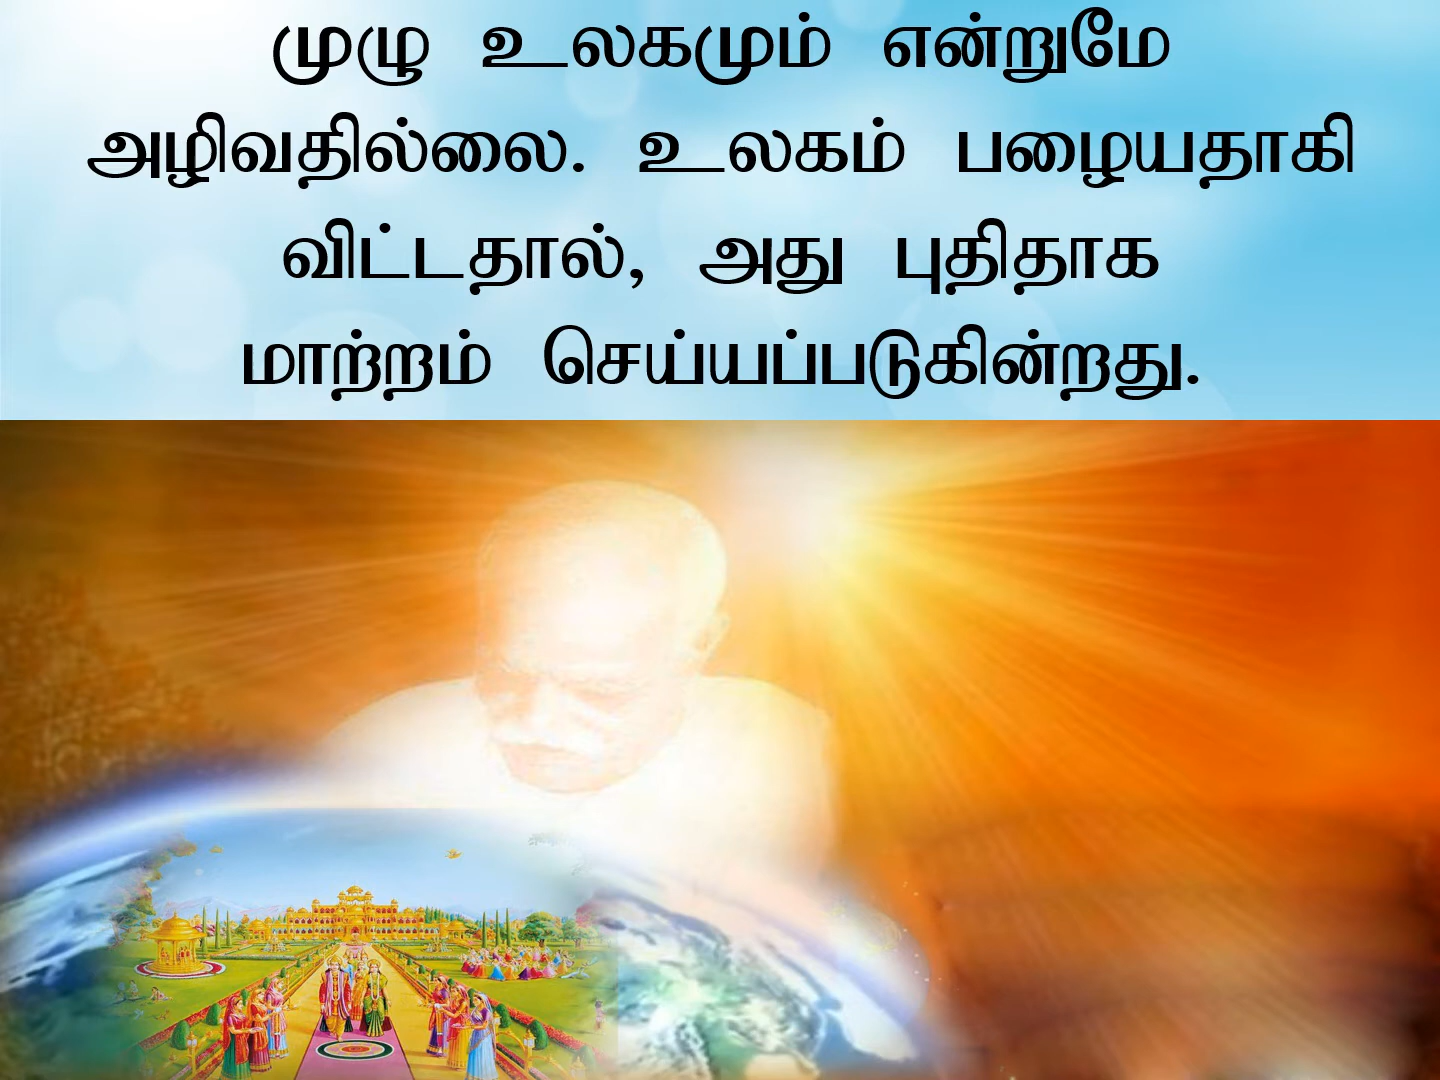 முழு உலகமும் என்றுமே
அழிவதில்லை. உலகம் பழையதாகி
விட்டதால், அது புதிதாக
மாற்றம் செய்யப்படுகின்றது.